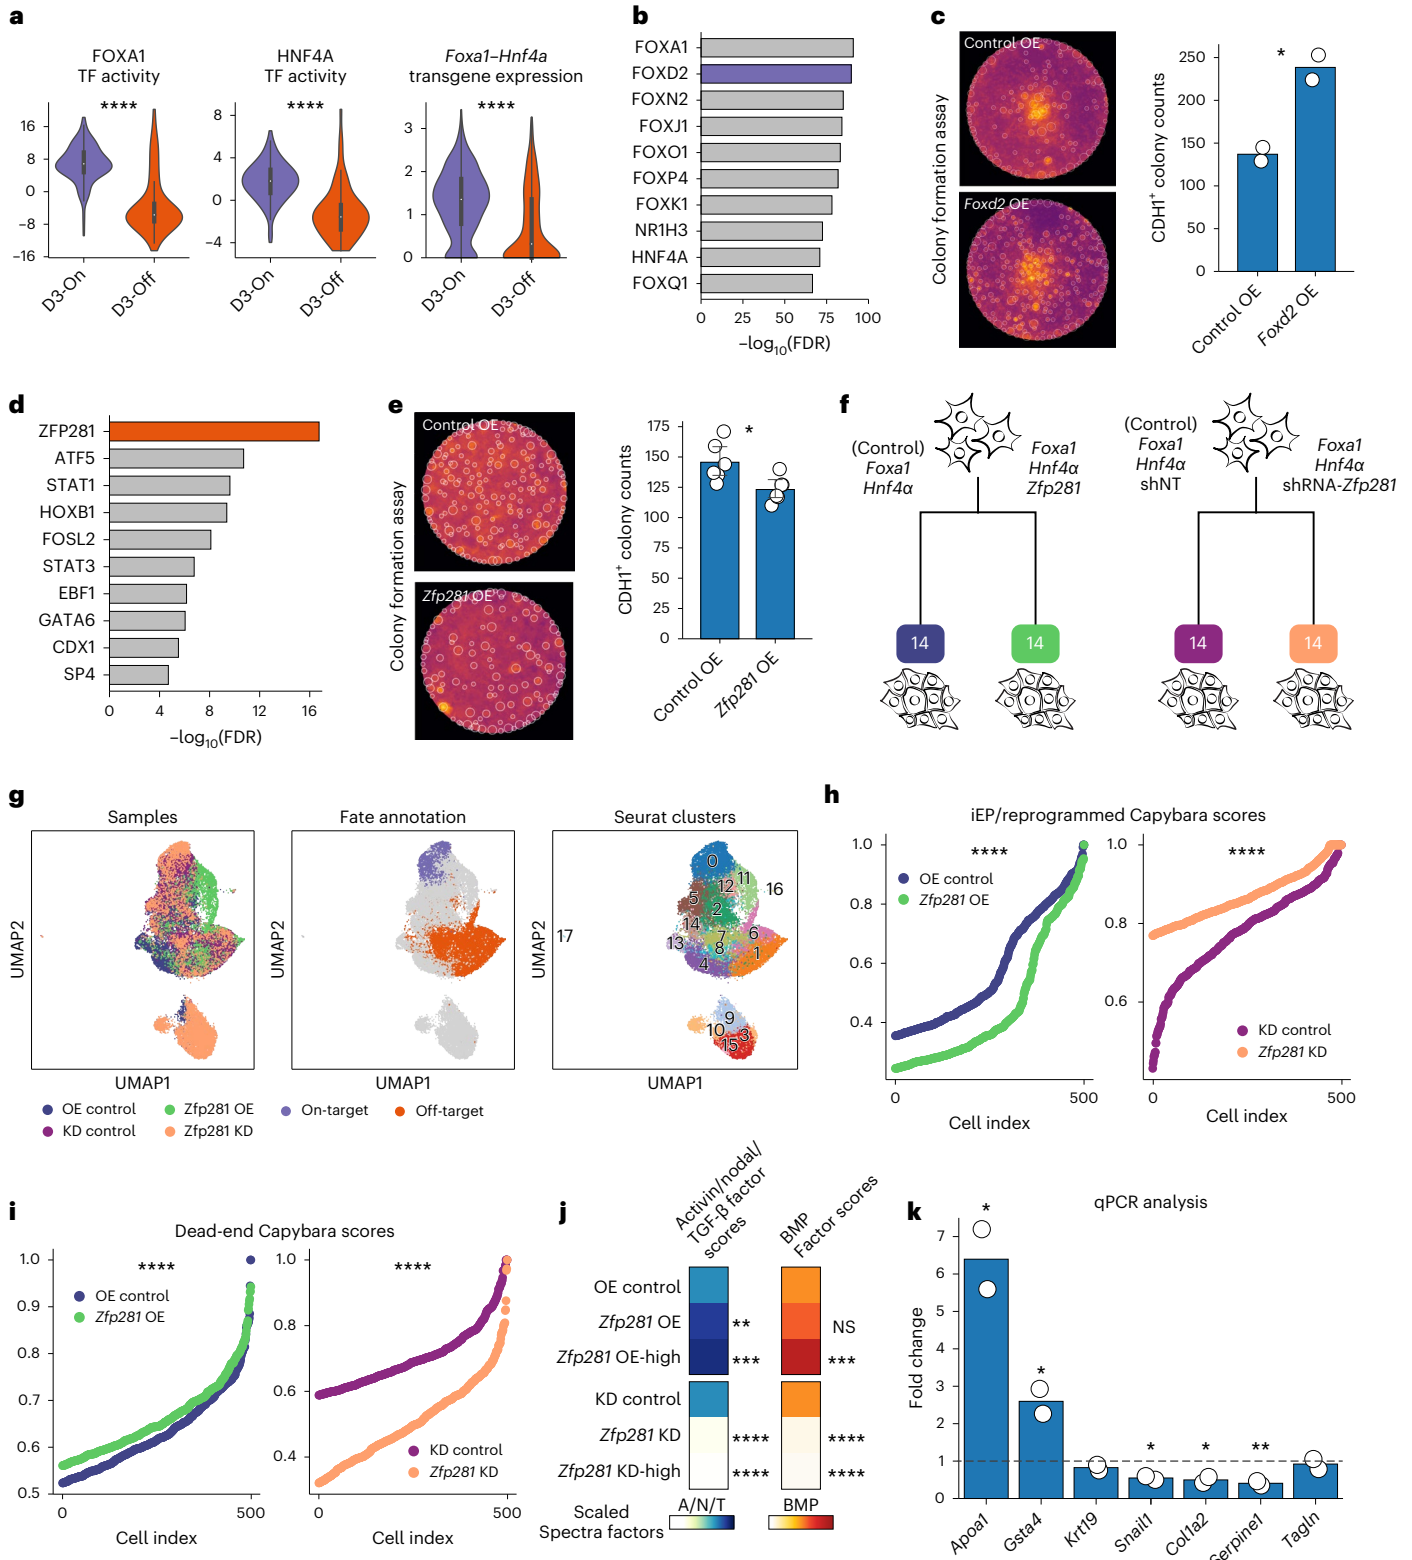 a
FOXA1
TF activity
****
16
8
0
−8
−16
D3-On
D3-Off
HNF4A
TF activity
****
8
4
0
−4
D3-On
D3-Off
Foxa1–Hnf4a
transgene expression
****
3
2
1
0
D3-On
D3-Off
b
FOXA1
FOXD2
FOXN2
FOXJ1
FOXO1
FOXP4
FOXK1
NR1H3
HNF4A
FOXQ1
0 25 50 75 100
−log10(FDR)
c
Colony formation assay
Control OE
Foxd2 OE
CDH1+ colony counts
250
200
150
100
50
0
*
Control OE
Foxd2 OE
d
ZFP281
ATF5
STAT1
HOXB1
FOSL2
STAT3
EBF1
GATA6
CDX1
SP4
0 4 8 12 16
−log10(FDR)
e
Colony formation assay
Control OE
Zfp281 OE
CDH1+ colony counts
175
150
125
100
75
50
25
0
*
Control OE
Zfp281 OE
f
(Control)
Foxa1
Hnf4α
Foxa1
Hnf4α
Zfp281
14
14
(Control)
Foxa1
Hnf4α
shNT
Foxa1
Hnf4α
shRNA-Zfp281
14
14
g
Samples
UMAP2
UMAP1
OE control
Zfp281 OE
KD control
Zfp281 KD
Fate annotation
UMAP2
UMAP1
On-target
Off-target
Seurat clusters
UMAP2
0
11
12
16
5
2
14
7
6
17
13
8
1
4
9
10
3
15
UMAP1
h
iEP/reprogrammed Capybara scores
1.0
0.8
0.6
0.4
****
OE control
Zfp281 OE
0 500
Cell index
1.0
0.8
0.6
****
KD control
Zfp281 KD
0 500
Cell index
i
Dead-end Capybara scores
1.0
0.9
0.8
0.7
0.6
0.5
****
OE control
Zfp281 OE
0 500
Cell index
1.0
0.8
0.6
0.4
****
KD control
Zfp281 KD
0 500
Cell index
j
Activin/nodal/
TGF-β factor
scores
BMP
Factor scores
OE control
Zfp281 OE ** NS
Zfp281 OE-high *** ***
KD control
Zfp281 KD **** ****
Zfp281 KD-high **** ****
Scaled
Spectra factors
A/N/T
BMP
k
qPCR analysis
Fold change
7
6
5
4
3
2
1
0
*
*
*
*
**
Apoa1
Gsta4
Krt19
Snail1
Col1a2
Serpine1
Tagln